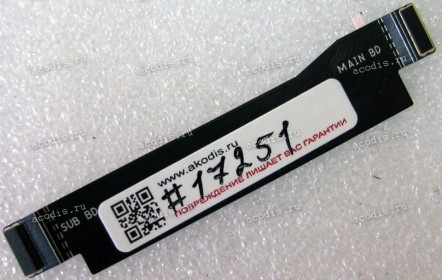 MAIN BD
www.akodis.ru
#17251
ПОВРЕЖДЕНИЕ ЛИШАЕТ ВАС ГАРАНТИИ
SUB BD
acodis.ru